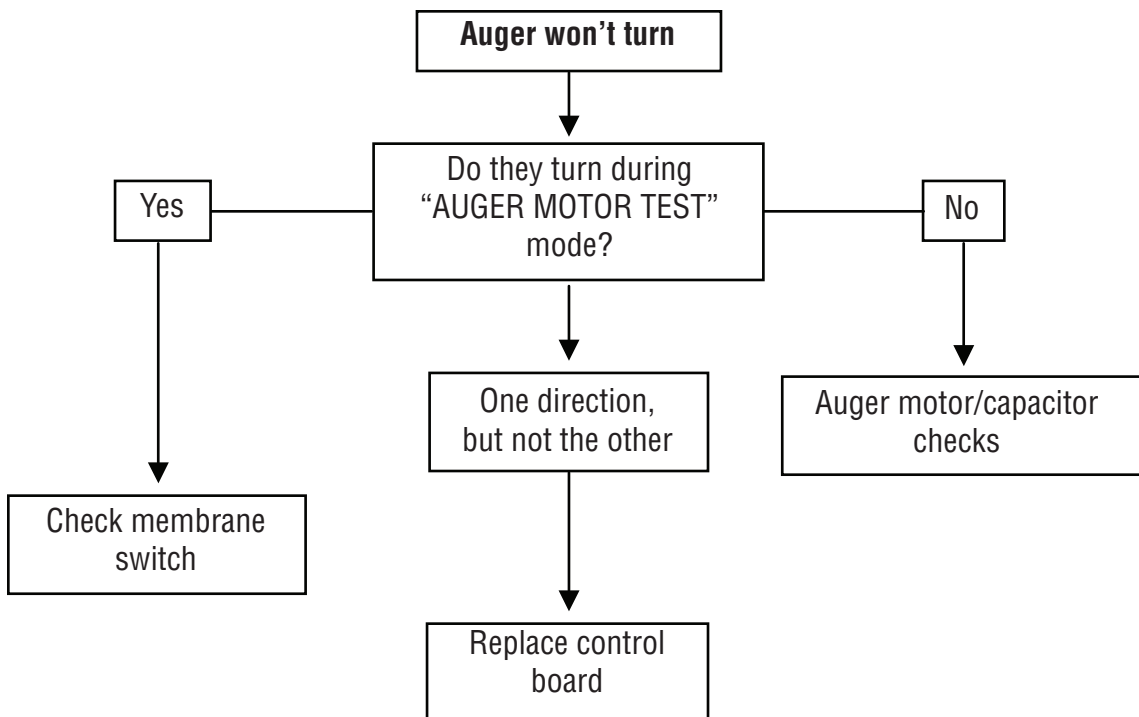 Auger won’t turn
Do they turn during
“AUGER MOTOR TEST”
mode?
Yes
No
One direction,
but not the other
Auger motor/capacitor
checks
Check membrane
switch
Replace control
board